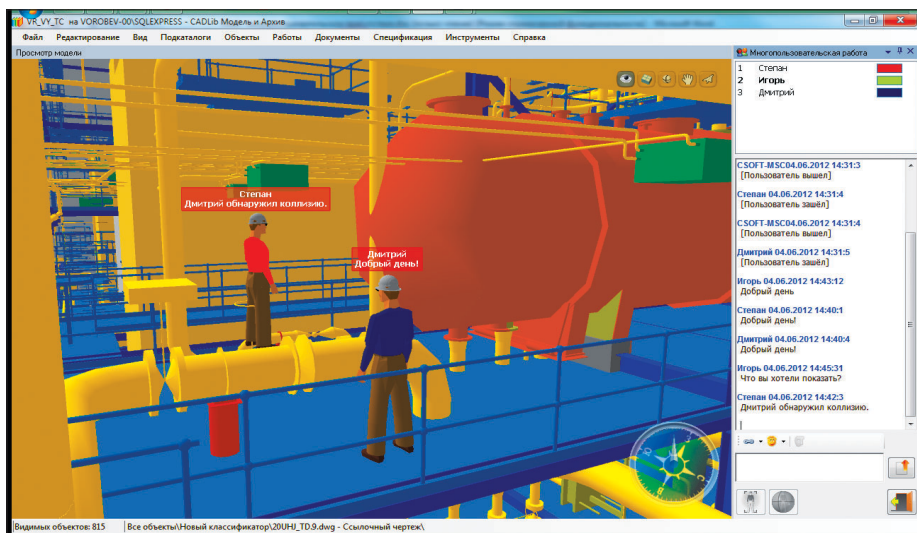 VR_VY_TC на VOROBEV-00\SQLEXPRESS - CADLib Модель и Архив
Файл Редактирование Вид Подкаталоги Объекты Работы Документы Спецификация Инструменты Справка
Просмотр модели
Многопользовательская работа
1 Степан
2 Игорь
3 Дмитрий
Степан
Дмитрий обнаружил коллизию.
Дмитрий
Добрый день!
CSOFT-MSC04.06.2012 14:31:3
[Пользователь вышел]
Степан 04.06.2012 14:31:4
[Пользователь зашёл]
CSOFT-MSC04.06.2012 14:31:4
[Пользователь вышел]
Дмитрий 04.06.2012 14:31:5
[Пользователь зашёл]
Игорь 04.06.2012 14:43:12
Добрый день
Степан 04.06.2012 14:40:1
Добрый день!
Дмитрий 04.06.2012 14:40:4
Добрый день!
Игорь 04.06.2012 14:45:31
Что вы хотели показать?
Степан 04.06.2012 14:42:3
Дмитрий обнаружил коллизию.
Видимых объектов: 815 Все объекты\Новый классификатор\20UHJ_TD.9.dwg - Ссылочный чертеж\